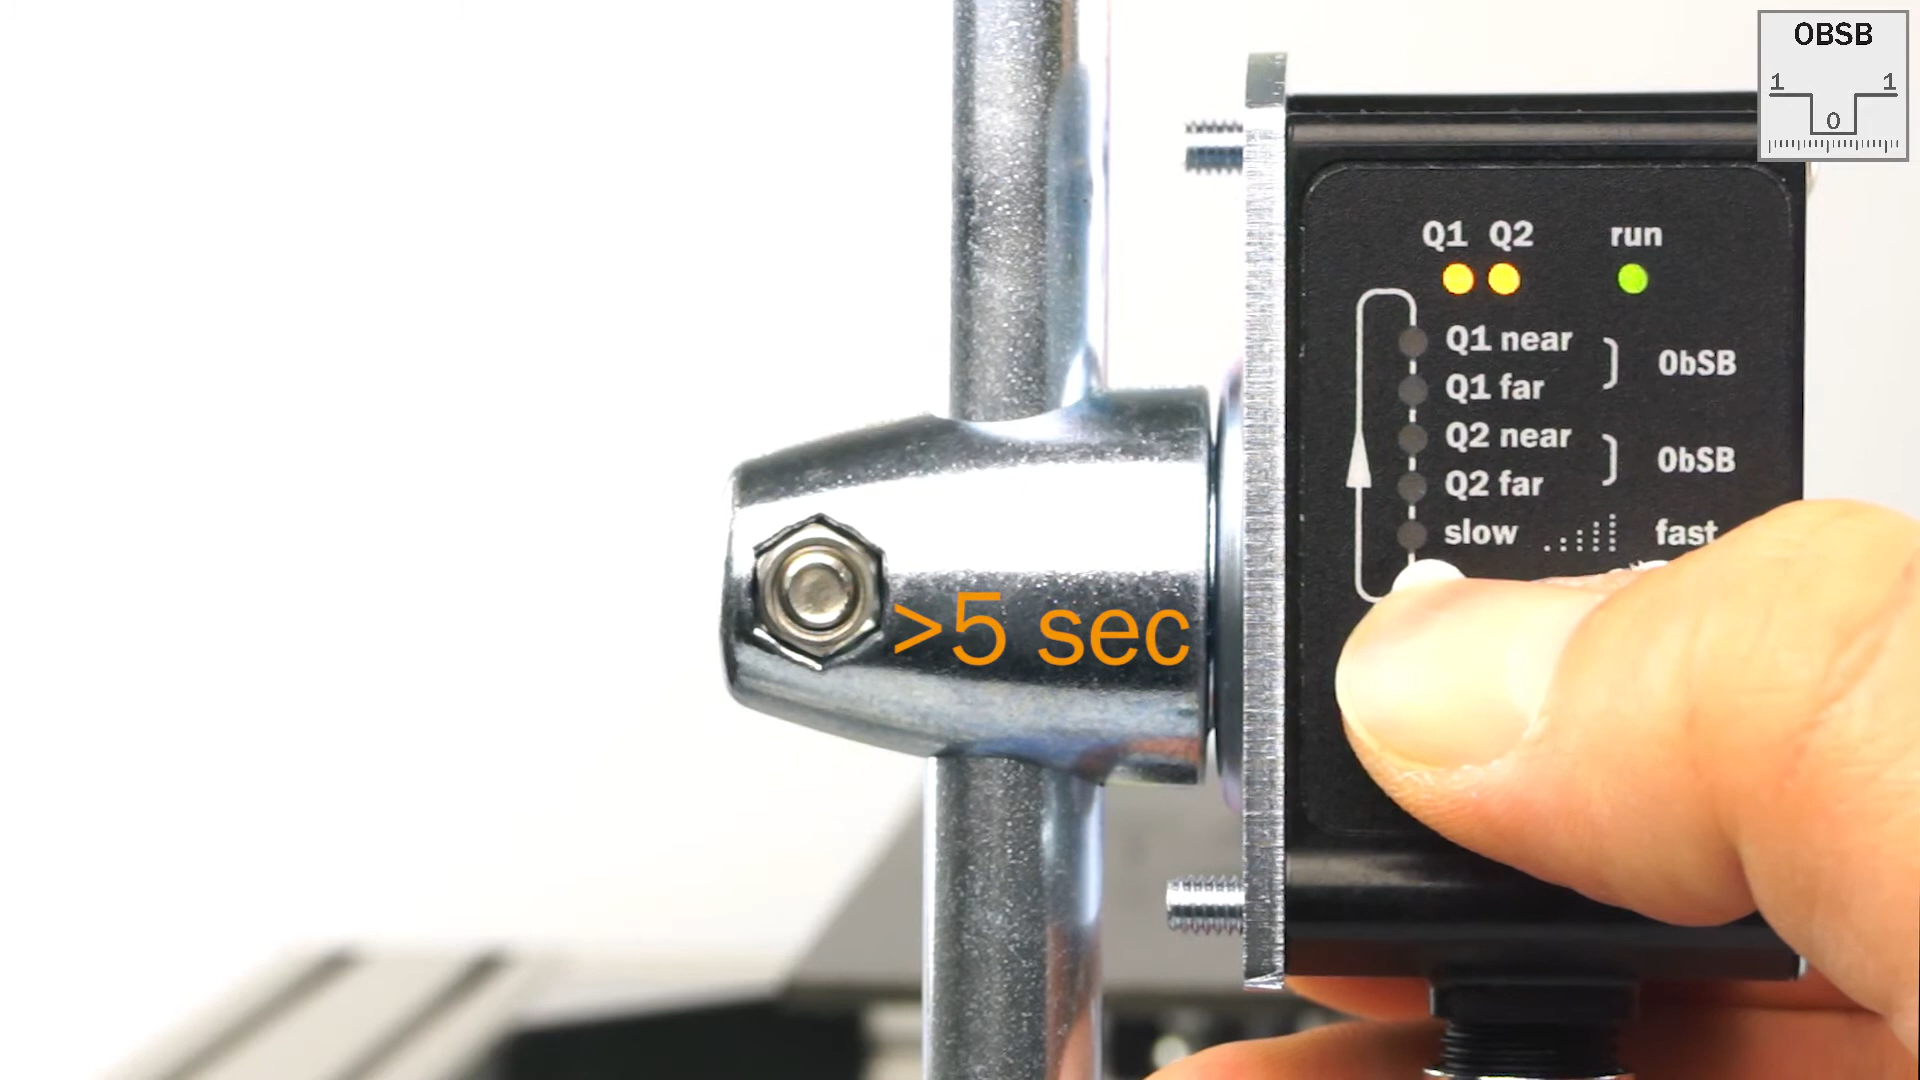 OBSB
1 1
0
Q1 Q2 run
Q1 near
Q1 far
ObSB
Q2 near
Q2 far
ObSB
slow fast
>5 sec